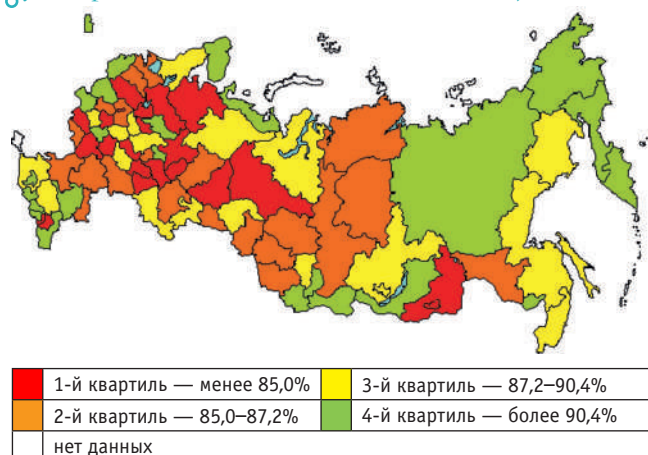 1-й квартиль — менее 85,0%
3-й квартиль — 87,2–90,4%
2-й квартиль — 85,0–87,2%
4-й квартиль — более 90,4%
нет данных